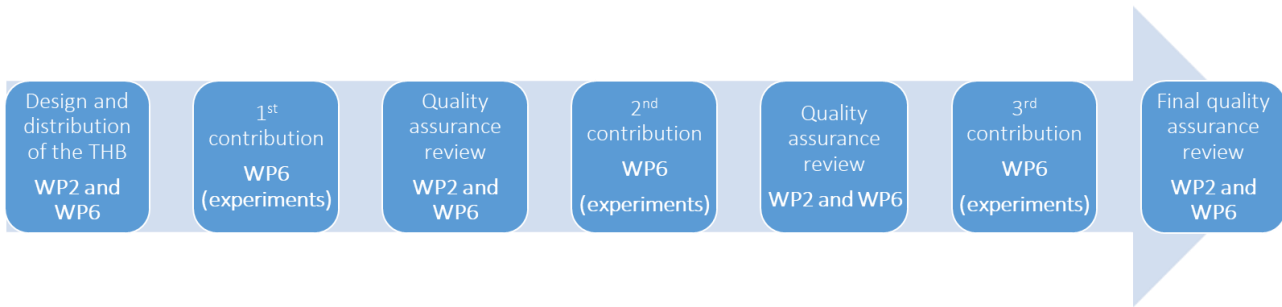 Design and
distribution
of the THB
WP2 and
WP6
1st
contribution
WP6
(experiments)
Quality
assurance
review
WP2 and
WP6
2nd
contribution
WP6
(experiments)
Quality
assurance
review
WP2 and WP6
3rd
contribution
WP6
(experiments)
Final quality
assurance
review
WP2 and
WP6